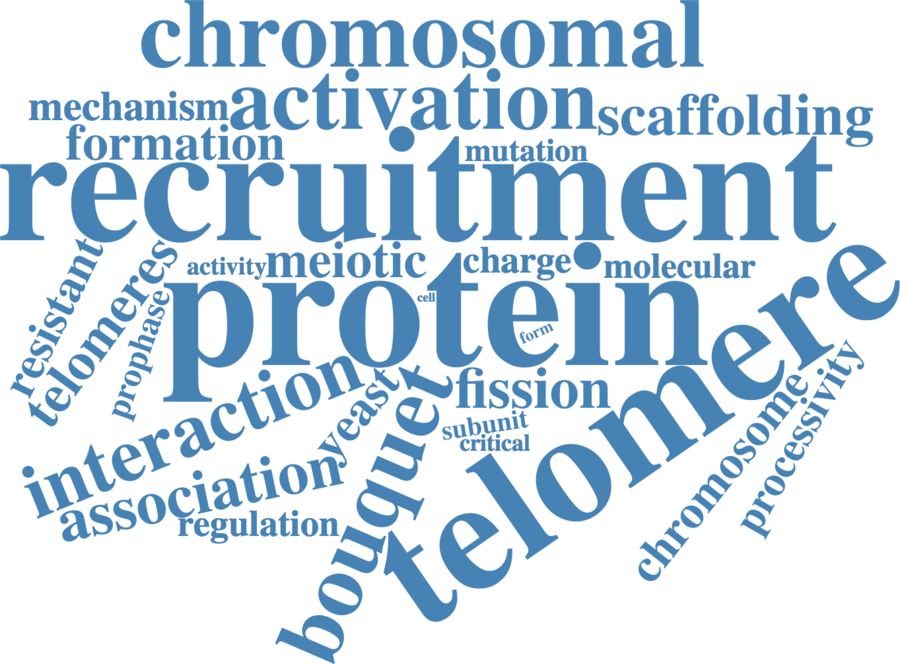 chromosomal
mechanism
activation
scaffolding
formation
mutation
recruitment
resistant
telomeres
prophase
activity
meiotic
charge
molecular
cell
protein
form
telomere
interaction
yeast
bouquet
fission
subunit
critical
association
regulation
chromosome
processivity